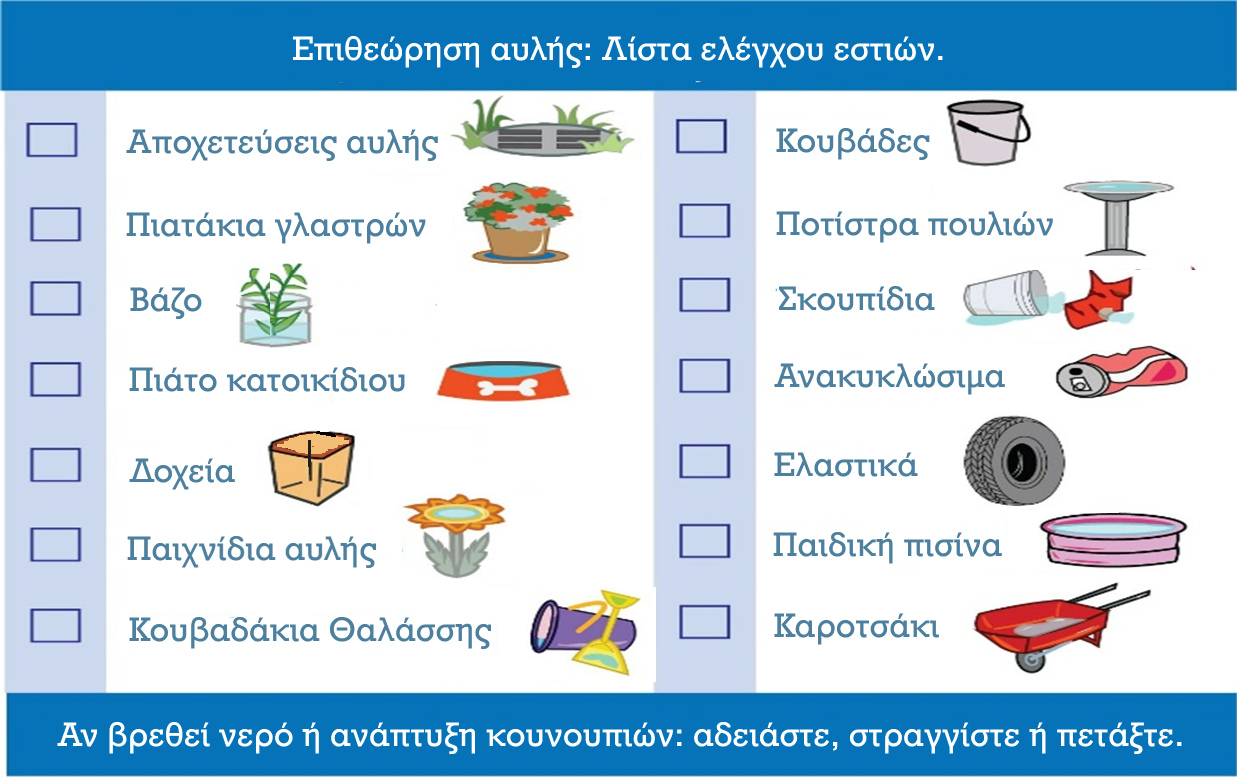 Επιθεώρηση αυλής: Λίστα ελέγχου εστιών.
Αποχετεύσεις αυλής
Πιατάκια γλαστρών
Βάζο
Πιάτο κατοικίδιου
Δοχεία
Παιχνίδια αυλής
Κουβαδάκια Θαλάσσης
Κουβάδες
Ποτίστρα πουλιών
Σκουπίδια
Ανακυκλώσιμα
Ελαστικά
Παιδική πισίνα
Καροτσάκι
Αν βρεθεί νερό ή ανάπτυξη κουνουπιών: αδειάστε, στραγγίστε ή πετάξτε.